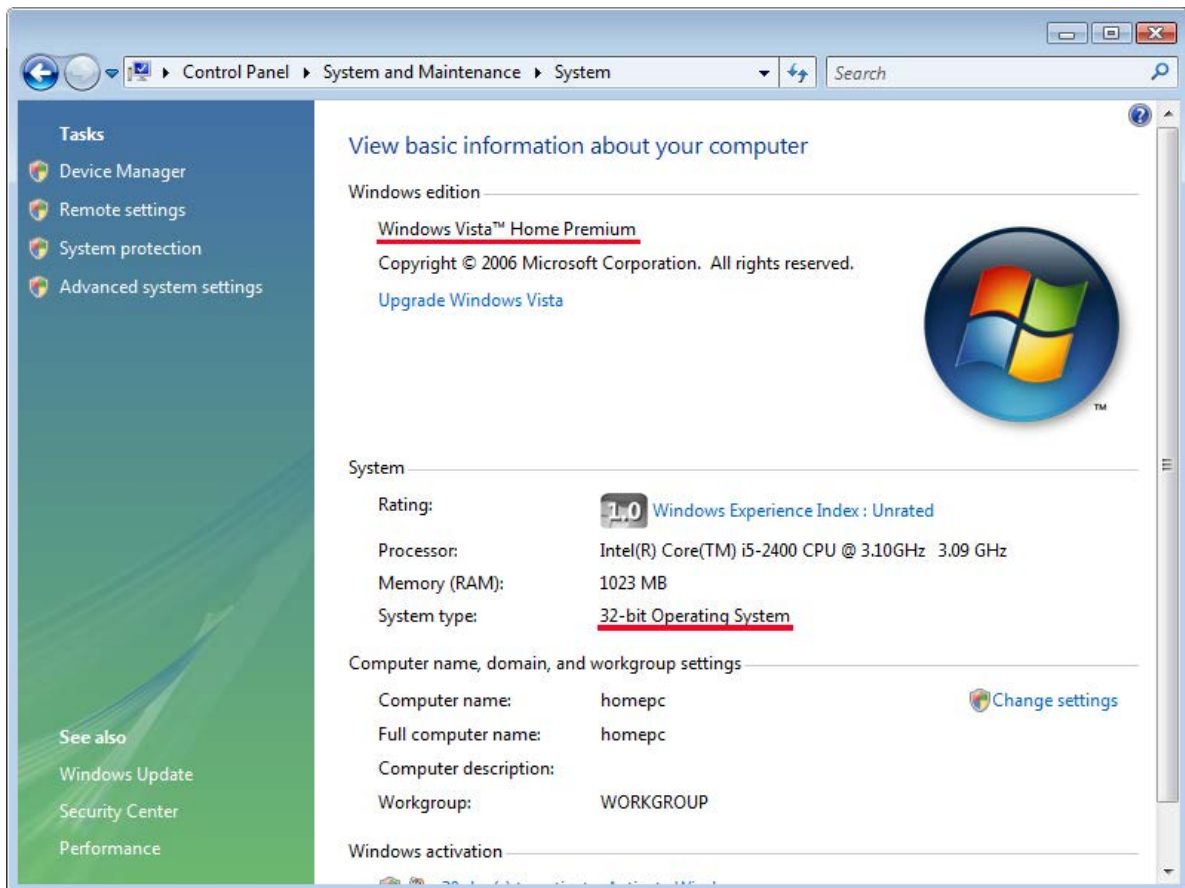 Control Panel ▸ System and Maintenance ▸ System
Search
Tasks
Device Manager
Remote settings
System protection
Advanced system settings
See also
Windows Update
Security Center
Performance
View basic information about your computer
Windows edition
Windows Vista™ Home Premium
Copyright © 2006 Microsoft Corporation. All rights reserved.
Upgrade Windows Vista
TM
System
Rating: 1,0 Windows Experience Index : Unrated
Processor: Intel(R) Core(TM) i5-2400 CPU @ 3.10GHz 3.09 GHz
Memory (RAM): 1023 MB
System type: 32-bit Operating System
Computer name, domain, and workgroup settings
Computer name: homepc Change settings
Full computer name: homepc
Computer description:
Workgroup: WORKGROUP
Windows activation